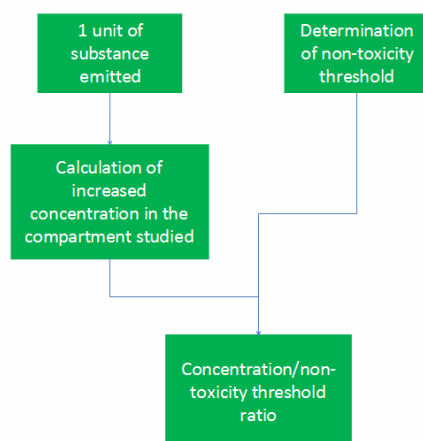 1 unit of
substance
emitted
Determination
of non-toxicity
threshold
Calculation of
increased
concentration in the
compartment studied
Concentration/non-
toxicity threshold
ratio